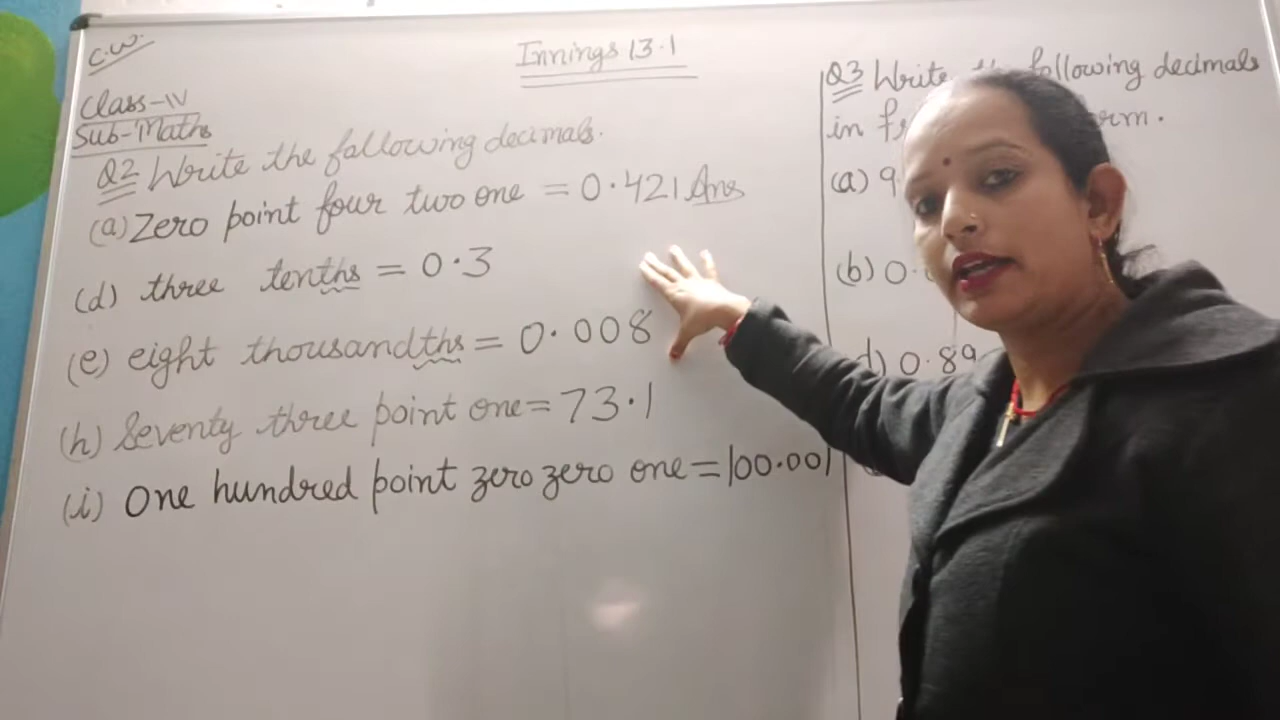 C.W.
Innings 13.1
Class-IV
Sub-Maths
Q2 Write the following decimals.
(a) Zero point four two one = 0.421 Ans
(d) three tenths = 0.3
(e) eight thousandths = 0.008
(h) Seventy three point one = 73.1
(i) One hundred point zero zero one = 100.001
Q3 Write following decimals
in
(a) 9
(b) 0.
(d) 0.89